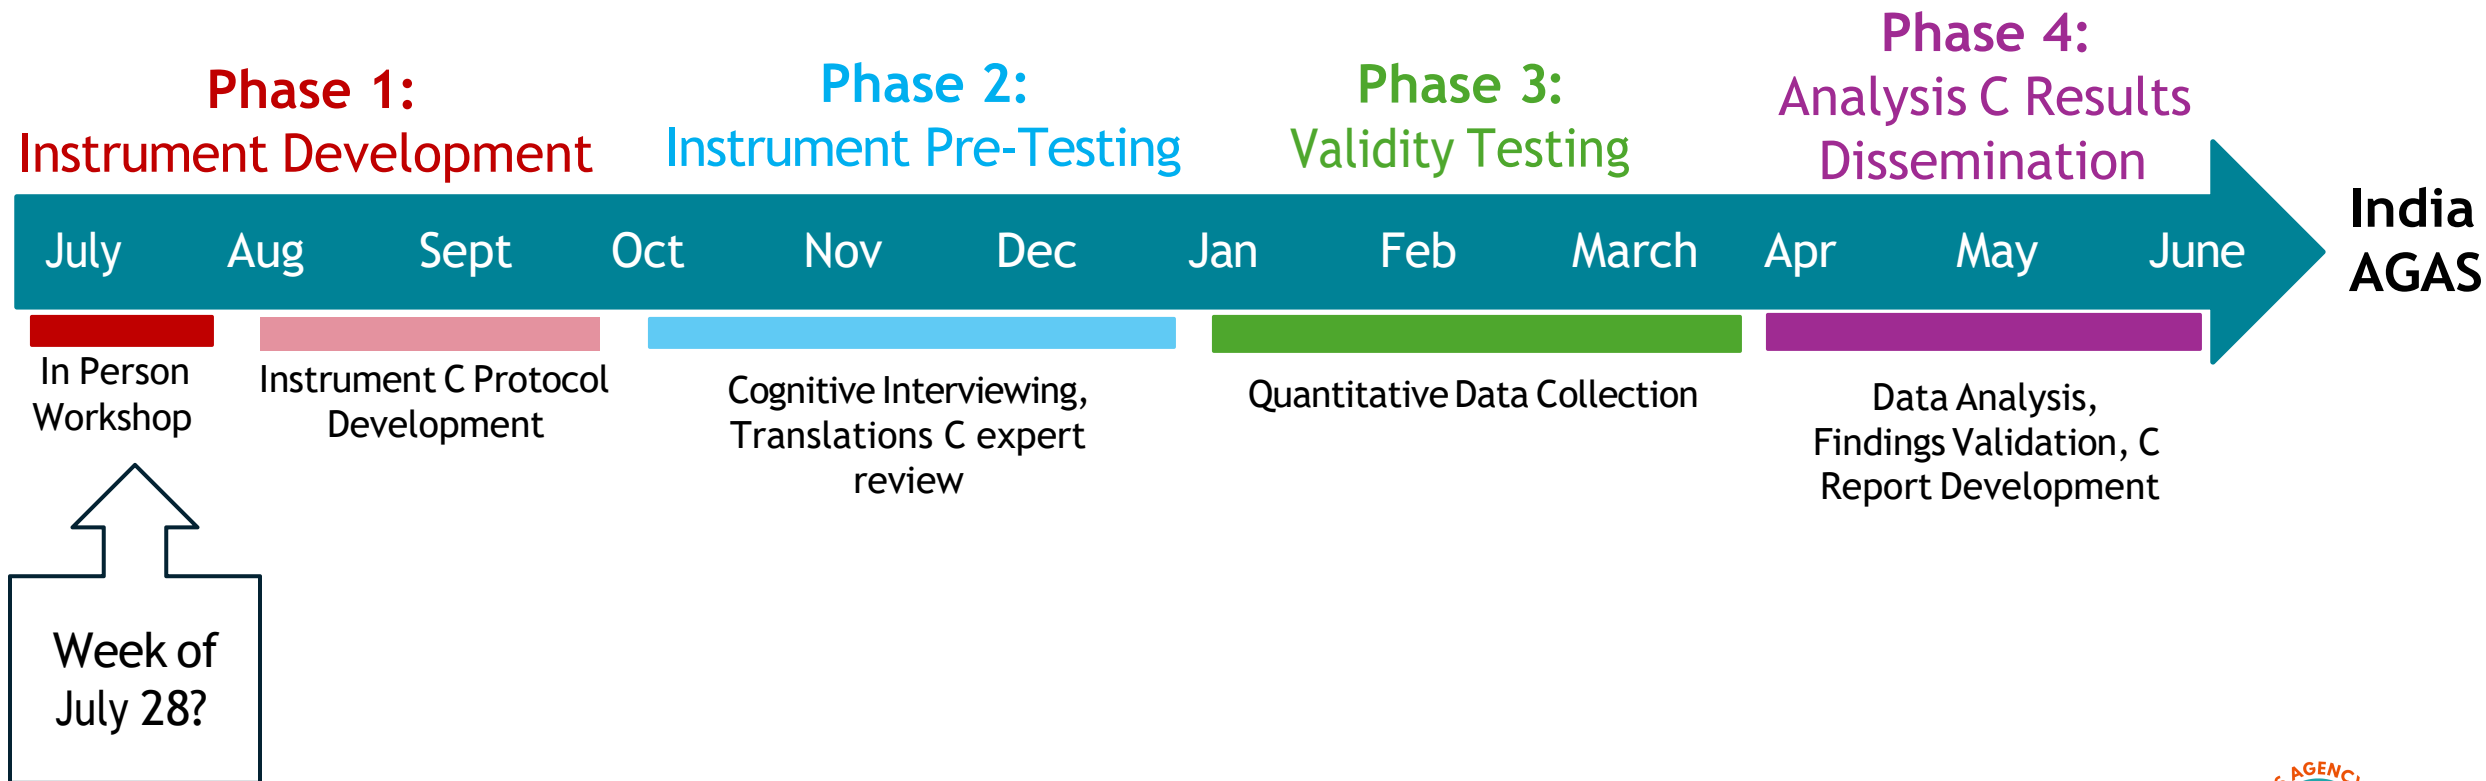 Phase 1:
Instrument Development
Phase 2:
Instrument Pre-Testing
Phase 3:
Validity Testing
Phase 4:
Analysis C Results
Dissemination
July Aug Sept Oct Nov Dec Jan Feb March Apr May June
India
AGAS
In Person
Workshop
Instrument C Protocol
Development
Cognitive Interviewing,
Translations C expert
review
Quantitative Data Collection
Data Analysis,
Findings Validation, C
Report Development
Week of
July 28?
AGENC